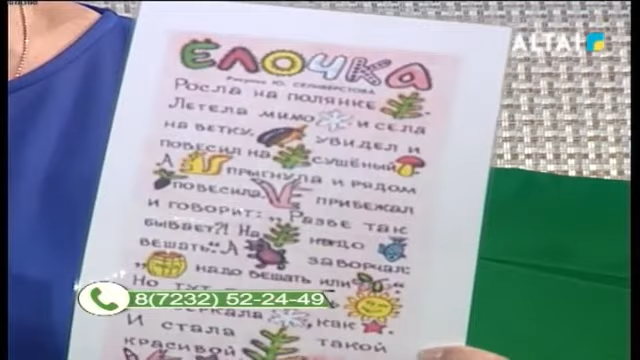 ALTAI
ЁЛОЧКА
Рисунки Ю. СЕЛИВЕРСТОВА
Росла на полянке
Летела мимо и села
на ветку. увидел и
повесил на сушёный
А прыгнула и рядом
повесила прибежал
и говорит: „Разве так
бывает?! На надо
вешать". А заворчал:
„ надо вешать или ".
Но тут
8(7232) 52-24-49
как
И стала такой
красивой